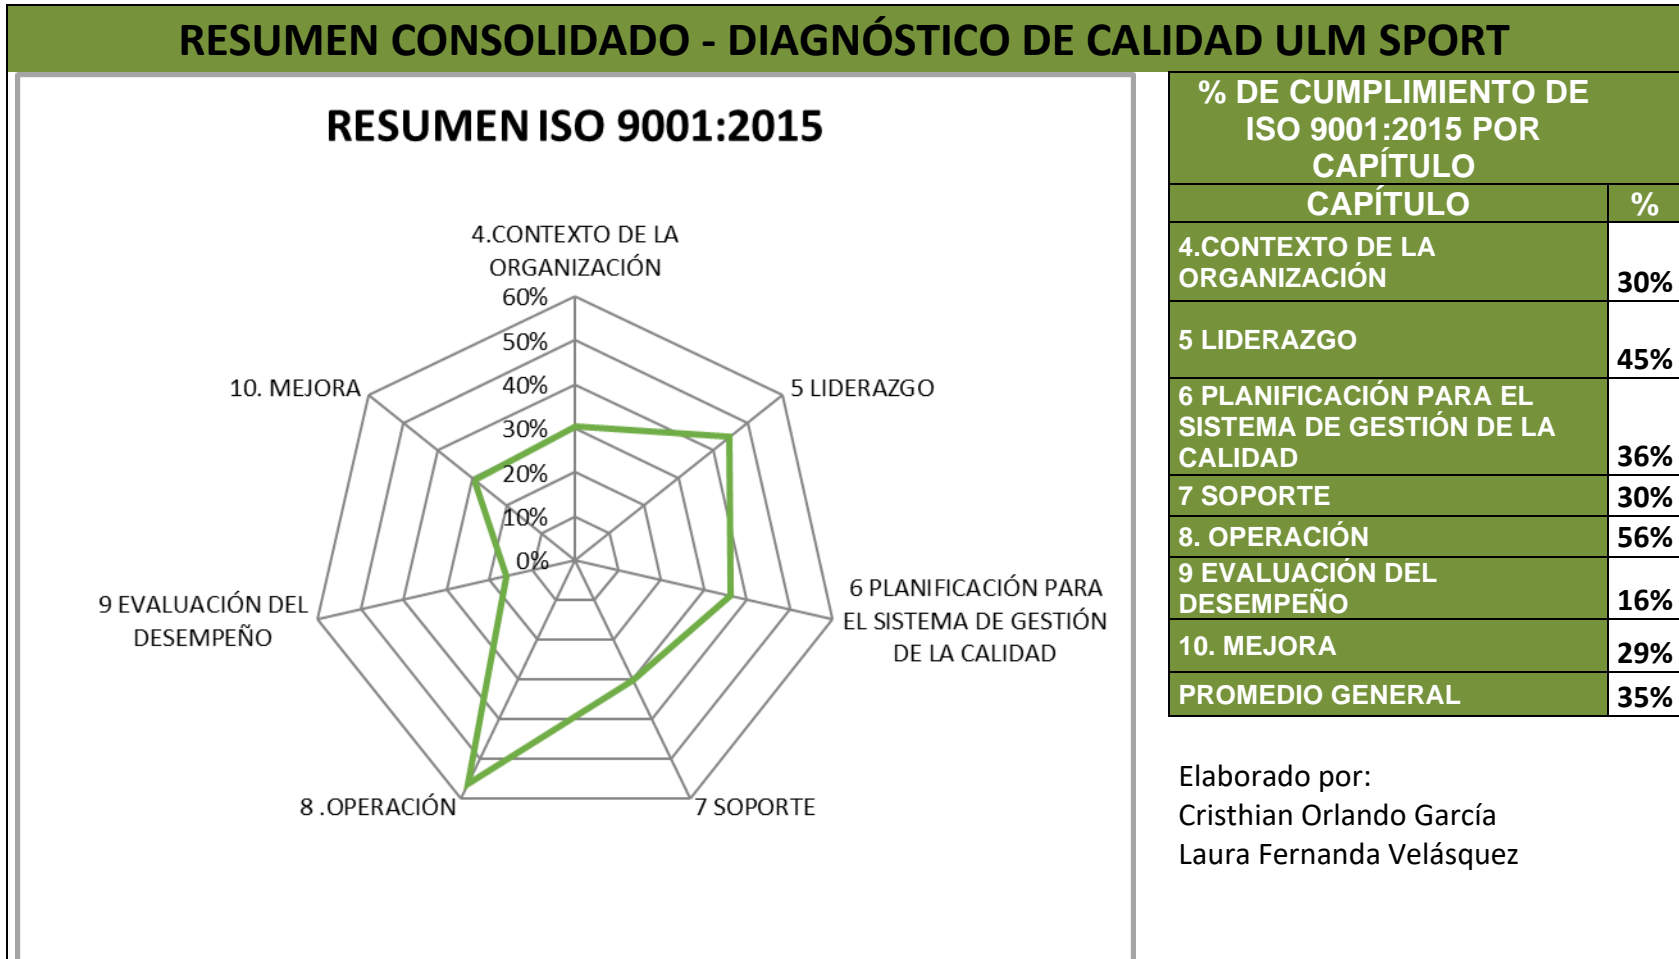 RESUMEN CONSOLIDADO - DIAGNÓSTICO DE CALIDAD ULM SPORT
RESUMEN ISO 9001:2015
4.CONTEXTO DE LA
ORGANIZACIÓN
60%
50%
40%
30%
20%
10%
0%
5 LIDERAZGO
6 PLANIFICACIÓN PARA
EL SISTEMA DE GESTIÓN
DE LA CALIDAD
7 SOPORTE
8 .OPERACIÓN
9 EVALUACIÓN DEL
DESEMPEÑO
10. MEJORA
% DE CUMPLIMIENTO DE
ISO 9001:2015 POR
CAPÍTULO
CAPÍTULO %
4.CONTEXTO DE LA
ORGANIZACIÓN 30%
5 LIDERAZGO 45%
6 PLANIFICACIÓN PARA EL
SISTEMA DE GESTIÓN DE LA
CALIDAD 36%
7 SOPORTE 30%
8. OPERACIÓN 56%
9 EVALUACIÓN DEL
DESEMPEÑO 16%
10. MEJORA 29%
PROMEDIO GENERAL 35%
Elaborado por:
Cristhian Orlando García
Laura Fernanda Velásquez